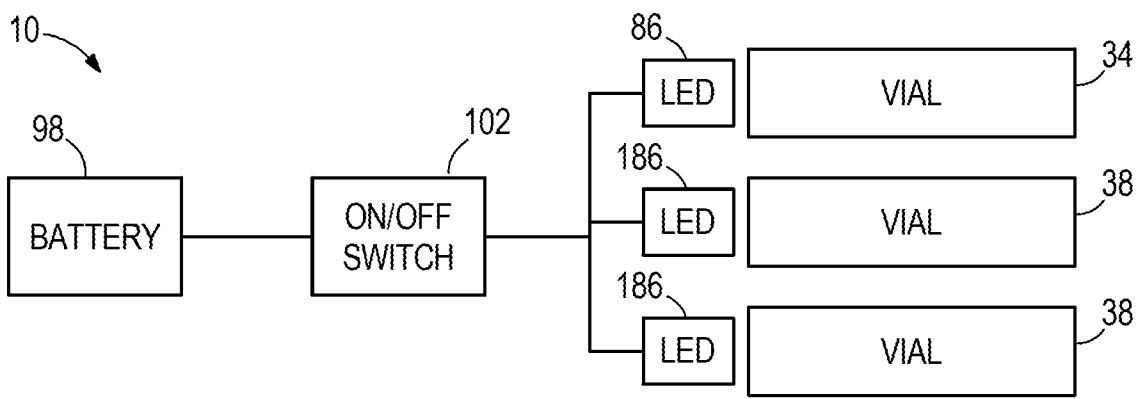 10
86
LED
VIAL
34
98
BATTERY
102
ON/OFF
SWITCH
186
LED
VIAL
38
186
LED
VIAL
38